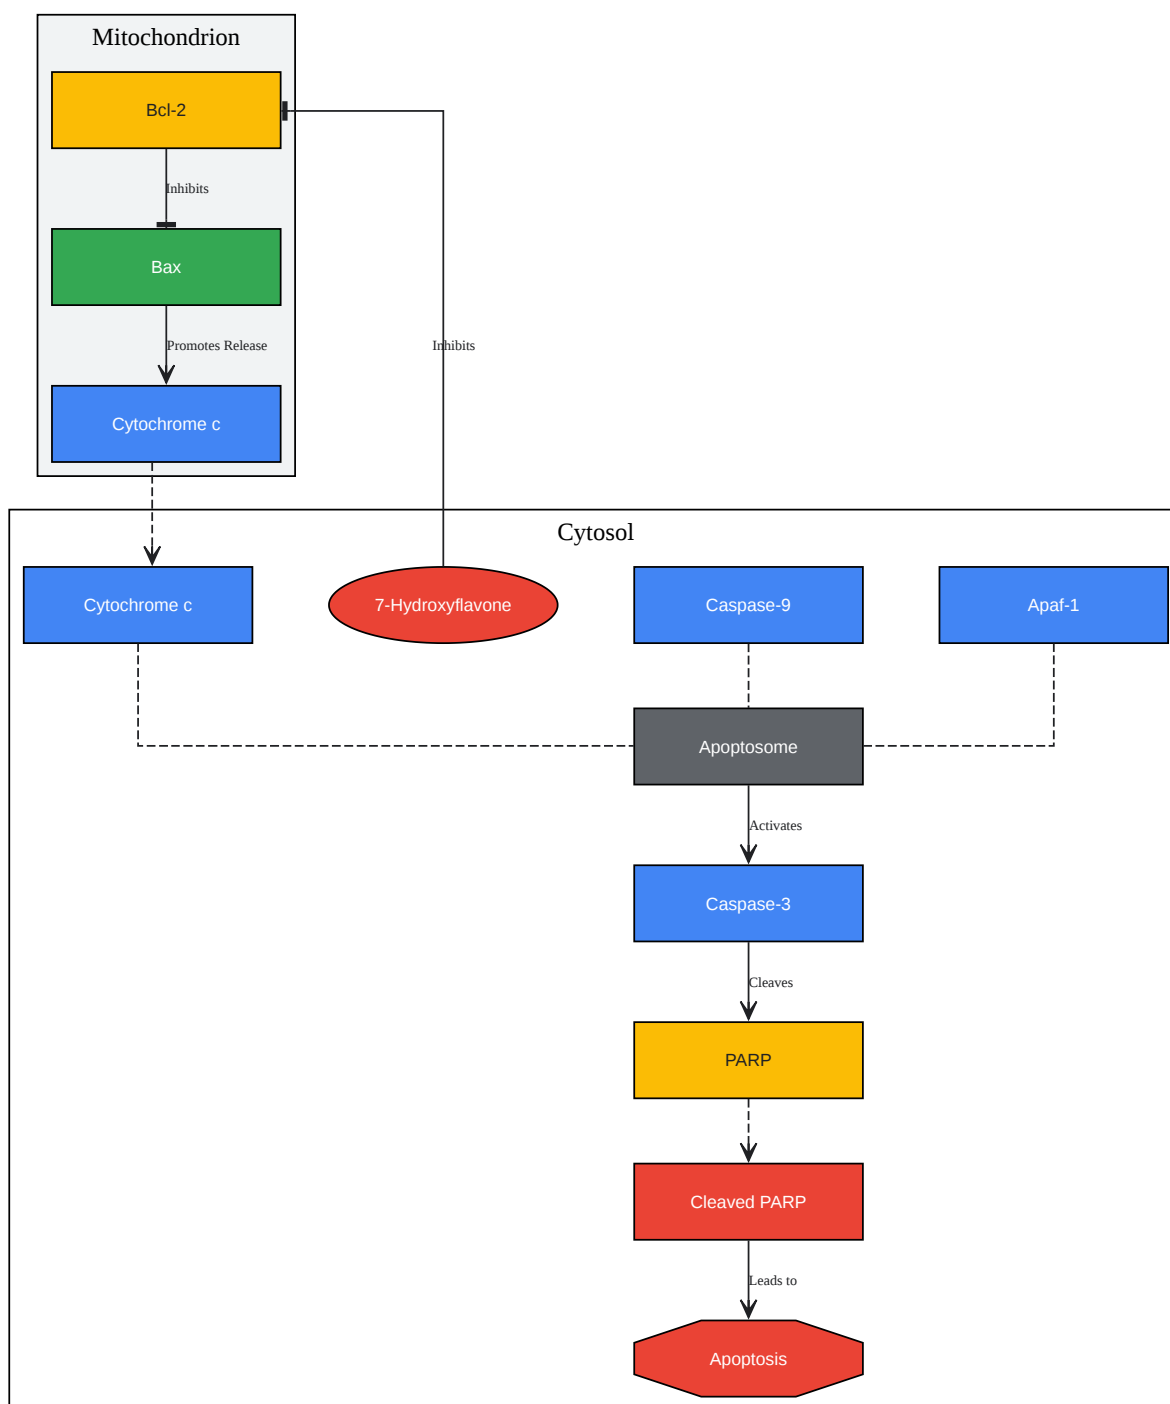 Mitochondrion
Bcl-2
Inhibits
Bax
Promotes Release
Inhibits
Cytochrome c
Cytosol
Cytochrome c
7-Hydroxyflavone
Caspase-9
Apaf-1
Apoptosome
Activates
Caspase-3
Cleaves
PARP
Cleaved PARP
Leads to
Apoptosis